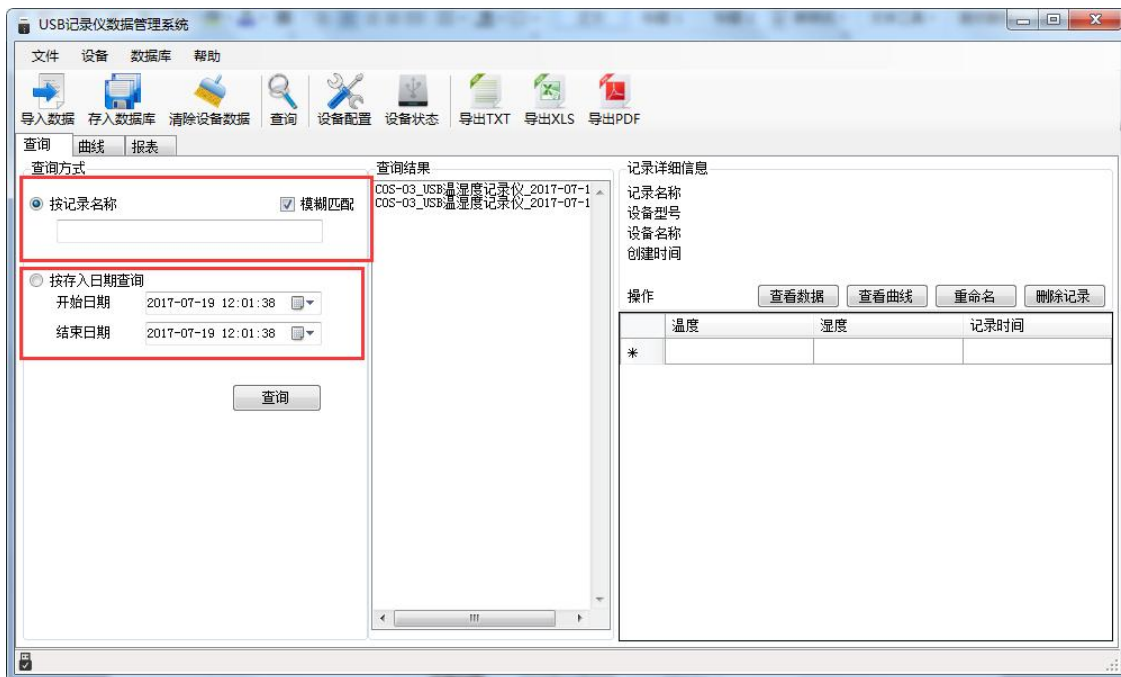 USB记录仪数据管理系统
文件 设备 数据库 帮助
导入数据 存入数据库 清除设备数据 查询 设备配置 设备状态 导出TXT 导出XLS 导出PDF
查询 曲线 报表
查询方式
按记录名称 模糊匹配
按存入日期查询
开始日期 2017-07-19 12:01:38
结束日期 2017-07-19 12:01:38
查询
查询结果
COS-03_USB温湿度记录仪_2017-07-1
COS-03_USB温湿度记录仪_2017-07-1
记录详细信息
记录名称
设备型号
设备名称
创建时间
操作 查看数据 查看曲线 重命名 删除记录
温度 湿度 记录时间